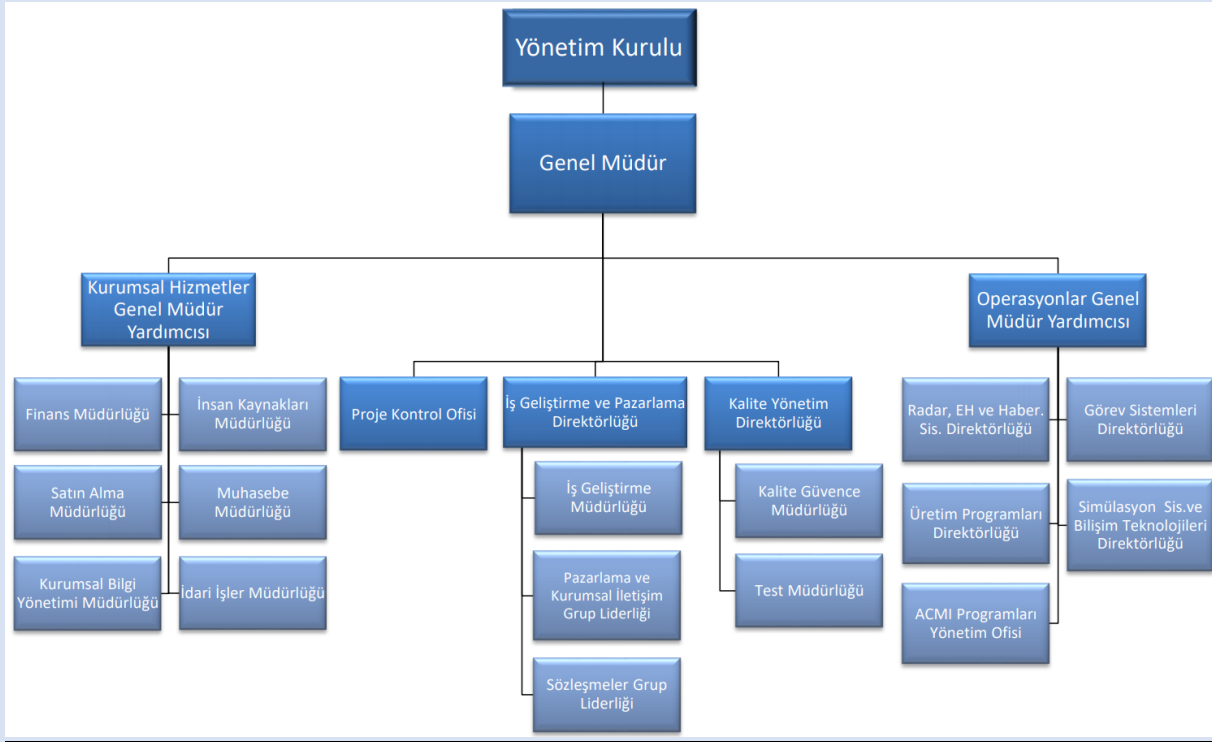 Yönetim Kurulu
Genel Müdür
Kurumsal Hizmetler
Genel Müdür
Yardımcısı
Operasyonlar Genel
Müdür Yardımcısı
Finans Müdürlüğü
İnsan Kaynakları
Müdürlüğü
Satın Alma
Müdürlüğü
Muhasebe
Müdürlüğü
Kurumsal Bilgi
Yönetimi Müdürlüğü
İdari İşler Müdürlüğü
Proje Kontrol Ofisi
İş Geliştirme ve Pazarlama
Direktörlüğü
İş Geliştirme
Müdürlüğü
Pazarlama ve
Kurumsal İletişim
Grup Liderliği
Sözleşmeler Grup
Liderliği
Kalite Yönetim
Direktörlüğü
Kalite Güvence
Müdürlüğü
Test Müdürlüğü
Radar, EH ve Haber.
Sis. Direktörlüğü
Görev Sistemleri
Direktörlüğü
Üretim Programları
Direktörlüğü
Simülasyon Sis.ve
Bilişim Teknolojileri
Direktörlüğü
ACMI Programları
Yönetim Ofisi